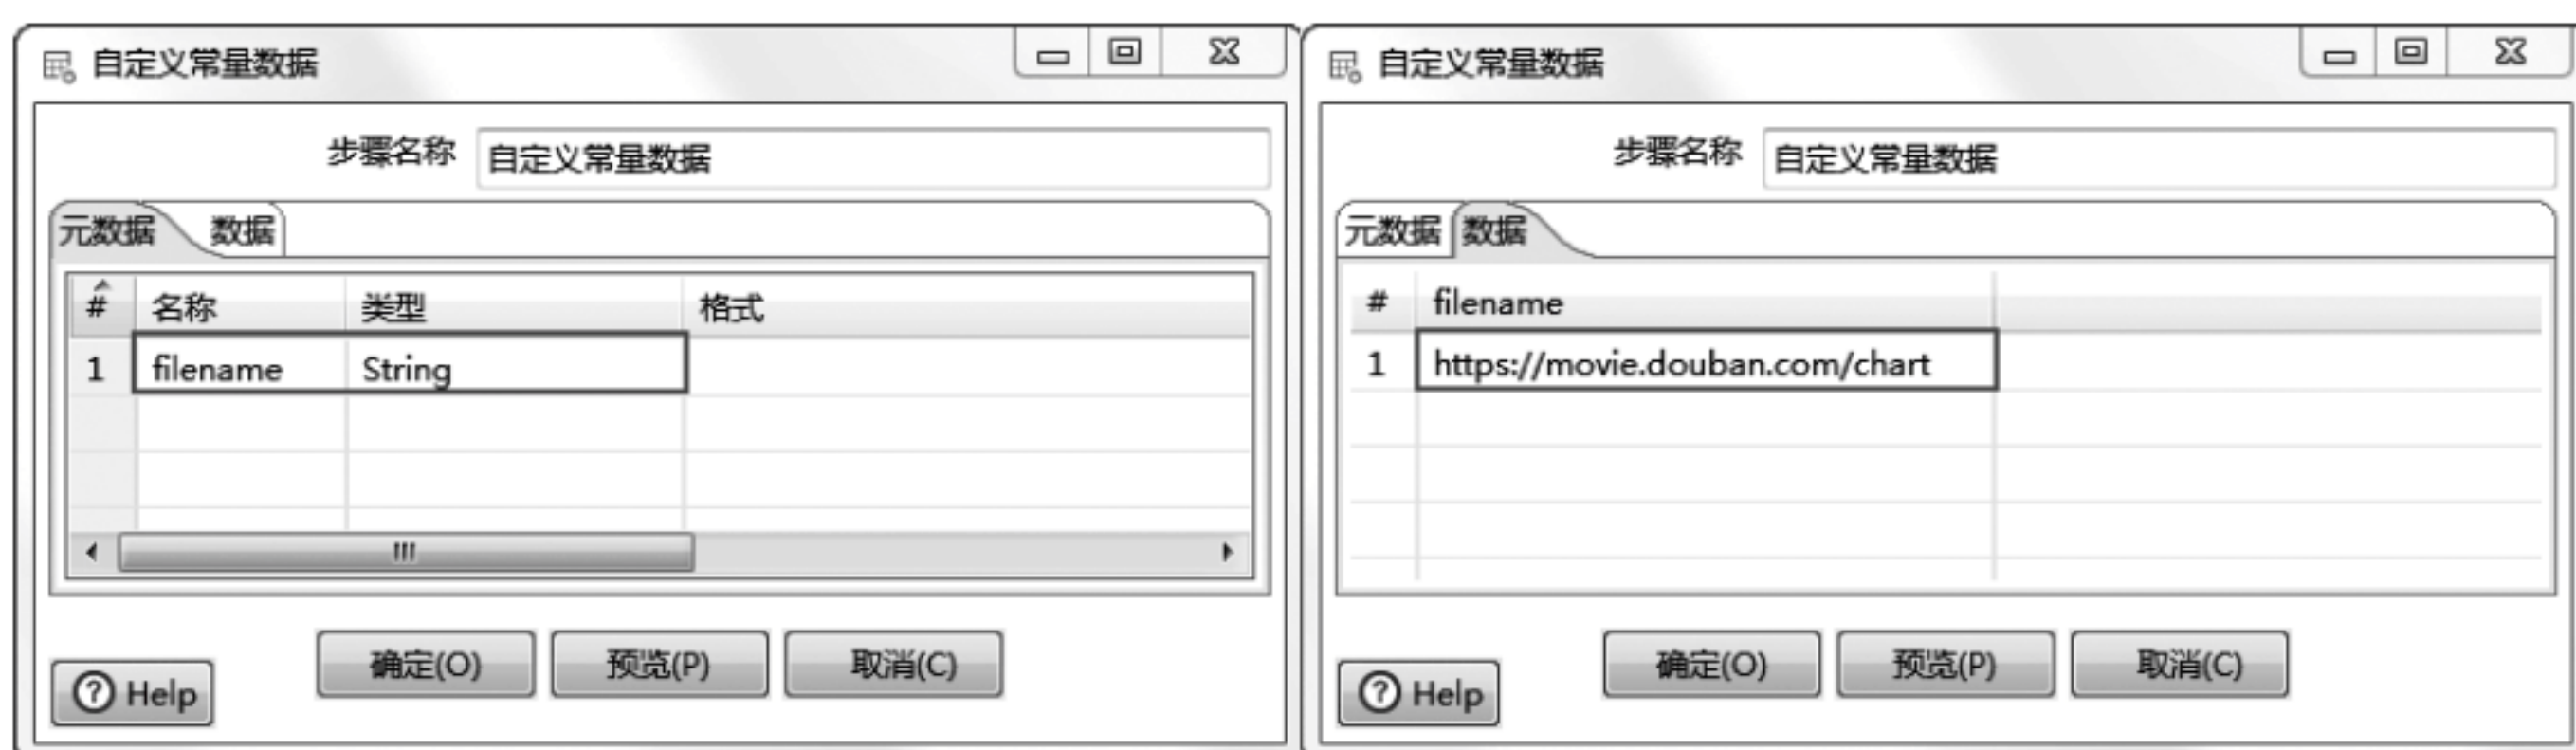 自定义常量数据
步骤名称 自定义常量数据
元数据 数据
# 名称 类型 格式
1 filename String
确定(O) 预览(P) 取消(C)
Help
自定义常量数据
步骤名称 自定义常量数据
元数据 数据
# filename
1 https://movie.douban.com/chart
确定(O) 预览(P) 取消(C)
Help